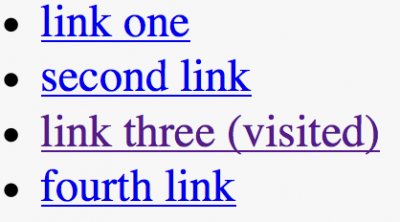 link one
second link
link three (visited)
fourth link